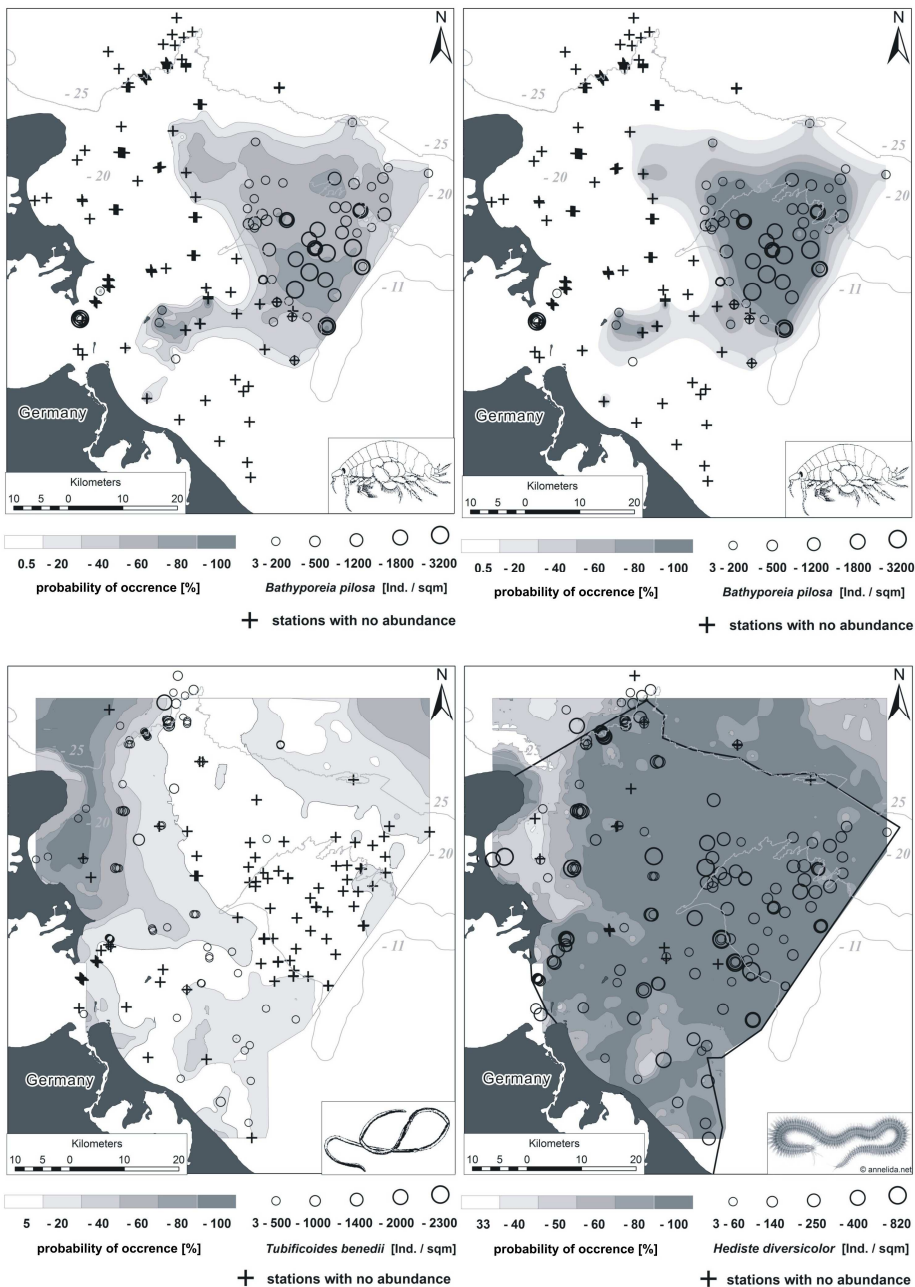 N
- 25
- 20
- 25
- 20
- 11
Germany
Kilometers
10 5 0 10 20
0.5 - 20 - 40 - 60 - 80 - 100
probability of occrence [%]
3 - 200 - 500 - 1200 - 1800 - 3200
Bathyporeia pilosa [Ind. / sqm]
+ stations with no abundance
N
- 25
- 20
- 25
- 20
- 11
Germany
Kilometers
10 5 0 10 20
0.5 - 20 - 40 - 60 - 80 - 100
probability of occrence [%]
3 - 200 - 500 - 1200 - 1800 - 3200
Bathyporeia pilosa [Ind. / sqm]
+ stations with no abundance
N
- 25
- 20
- 25
- 20
- 11
Germany
Kilometers
10 5 0 10 20
5 - 20 - 40 - 60 - 80 - 100
probability of occrence [%]
3 - 500 - 1000 - 1400 - 2000 - 2300
Tubificoides benedii [Ind. / sqm]
+ stations with no abundance
N
- 25
- 20
- 25
- 20
- 11
Germany
Kilometers
10 5 0 10 20
© annelida.net
33 - 40 - 60 - 80 - 100
probability of occrence [%]
3 - 60 - 140 - 250 - 400 - 820
Hediste diversicolor [Ind. / sqm]
+ stations with no abundance